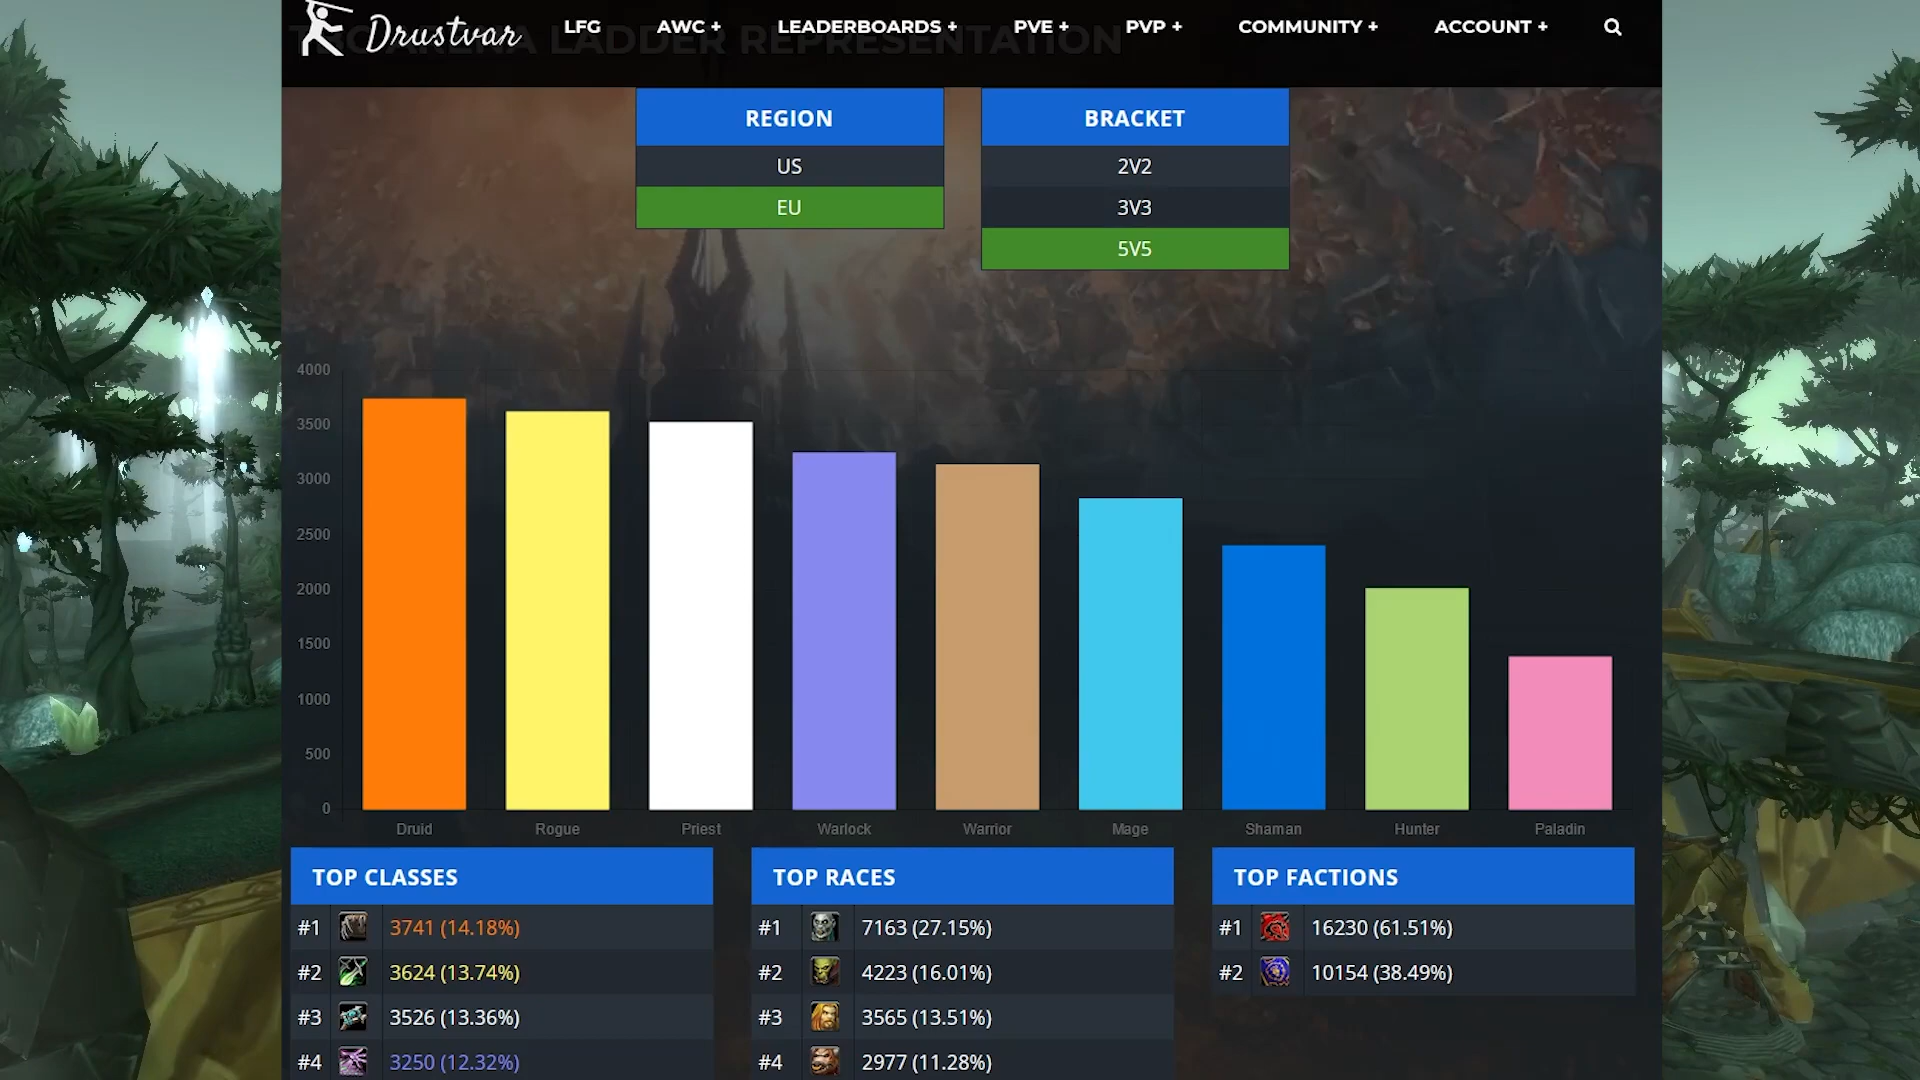 Drustvar
LFG
AWC +
LEADERBOARDS +
PVE +
PVP +
COMMUNITY +
ACCOUNT +
LADDER REPRESENTATION
REGION
US
EU
BRACKET
2V2
3V3
5V5
4000
3500
3000
2500
2000
1500
1000
500
0
Druid
Rogue
Priest
Warlock
Warrior
Mage
Shaman
Hunter
Paladin
TOP CLASSES
#1 3741 (14.18%)
#2 3624 (13.74%)
#3 3526 (13.36%)
#4 3250 (12.32%)
TOP RACES
#1 7163 (27.15%)
#2 4223 (16.01%)
#3 3565 (13.51%)
#4 2977 (11.28%)
TOP FACTIONS
#1 16230 (61.51%)
#2 10154 (38.49%)